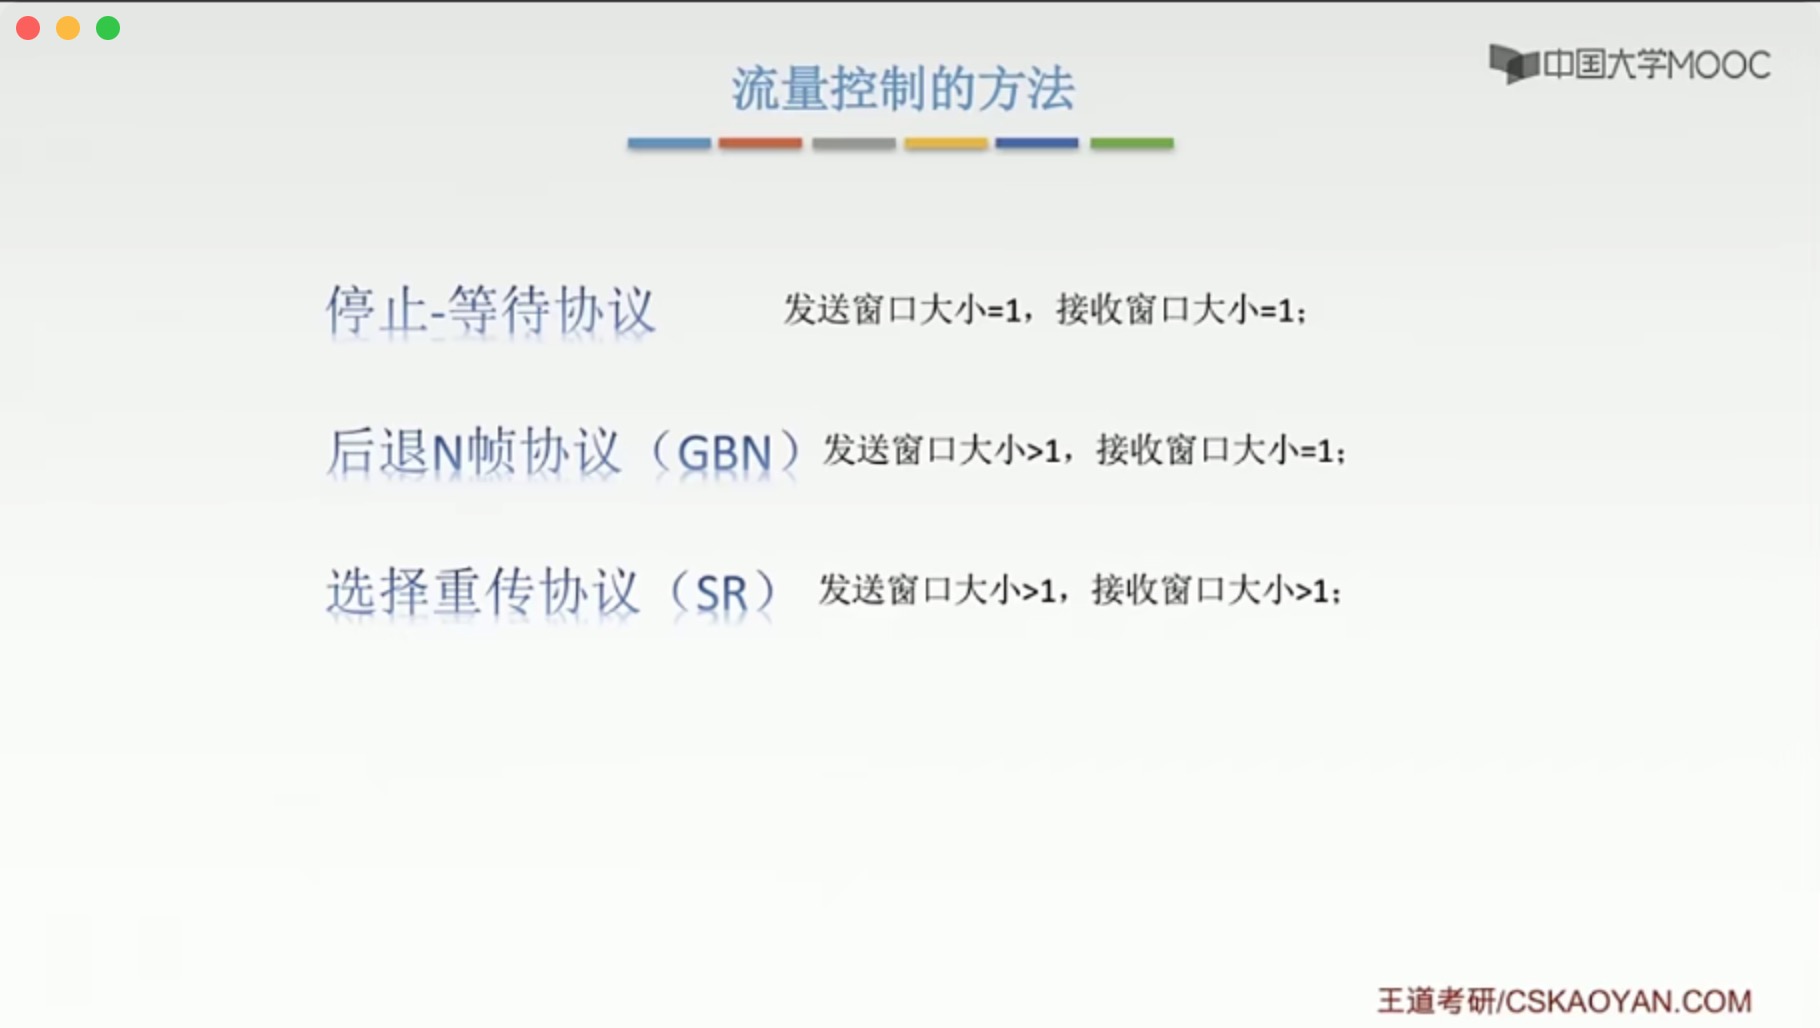 中国大学MOOC
流量控制的方法
停止-等待协议 发送窗口大小=1，接收窗口大小=1；
后退N帧协议（GBN）发送窗口大小>1，接收窗口大小=1；
选择重传协议（SR） 发送窗口大小>1，接收窗口大小>1；
王道考研/CSKAOYAN.COM